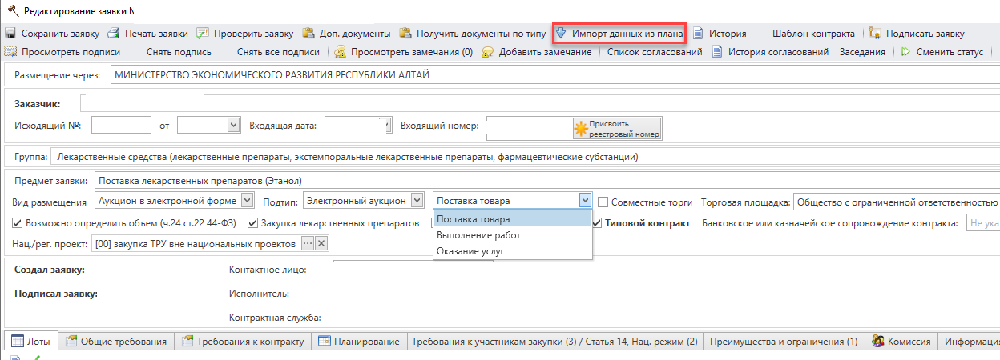 Редактирование заявки N
Сохранить заявку Печать заявки Проверить заявку Доп. документы Получить документы по типу Импорт данных из плана История Шаблон контракта Подписать заявку
Просмотреть подписи Снять подпись Снять все подписи Просмотреть замечания (0) Добавить замечание Список согласований История согласований Заседания Сменить статус
Размещение через: МИНИСТЕРСТВО ЭКОНОМИЧЕСКОГО РАЗВИТИЯ РЕСПУБЛИКИ АЛТАЙ
Заказчик:
Исходящий №: от Входящая дата: Входящий номер: Присвоить
реестровый номер
Группа: Лекарственные средства (лекарственные препараты, экстемпоральные лекарственные препараты, фармацевтические субстанции)
Предмет заявки: Поставка лекарственных препаратов (Этанол)
Вид размещения Аукцион в электронной форме Подтип: Электронный аукцион Поставка товара Совместные торги Торговая площадка: Общество с ограниченной ответственностью
Возможно определить объем (ч.24 ст.22 44-ФЗ) Закупка лекарственных препаратов Поставка товара Типовой контракт Банковское или казначейское сопровождение контракта: Не ука
Выполнение работ
Нац./рег. проект: [00] закупка ТРУ вне национальных проектов ...
Оказание услуг
Создал заявку: Контактное лицо:
Подписал заявку: Исполнитель:
Контрактная служба:
Лоты Общие требования Требования к контракту Планирование Требования к участникам закупки (3) / Статья 14, Нац. режим (2) Преимущества и ограничения (1) Комиссия Информация